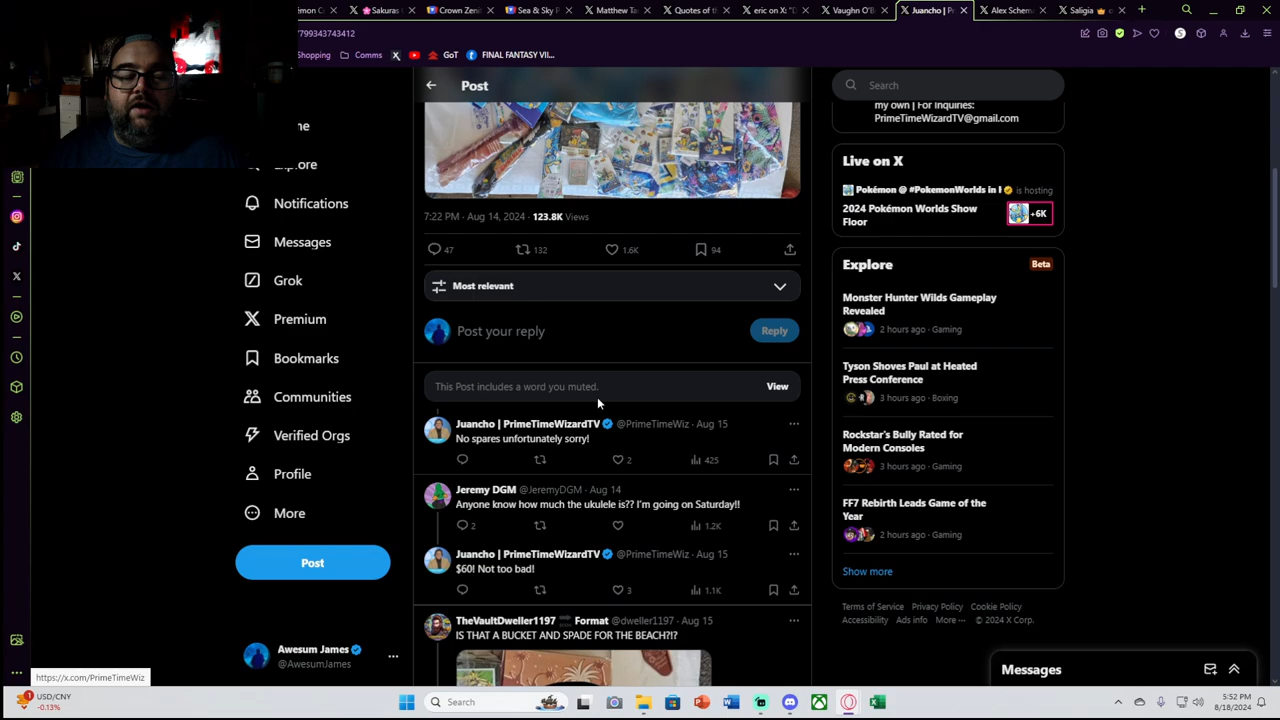 émon C
Sakuras
Crown Zeni
Sea & Sky P
Matthew Ta
Quotes of th
eric on X: "D
Vaughn O'B
Juancho | P
Alex Schema
Saligia
799343743412
Shopping
Comms
GoT
FINAL FANTASY VII...
Post
Search
my own | For Inquiries:
PrimeTimeWizardTV@gmail.com
me
Explore
Notifications
Messages
Grok
Premium
Bookmarks
Communities
Verified Orgs
Profile
More
Post
Awesum James
@AwesumJames
7:22 PM · Aug 14, 2024 · 123.8K Views
47 132 1.6K 94
Most relevant
Post your reply
Reply
This Post includes a word you muted.
View
Juancho | PrimeTimeWizardTV @PrimeTimeWiz · Aug 15
No spares unfortunately sorry!
2 425
Jeremy DGM @JeremyDGM · Aug 14
Anyone know how much the ukulele is?? I'm going on Saturday!!
2 1.2K
Juancho | PrimeTimeWizardTV @PrimeTimeWiz · Aug 15
$60! Not too bad!
3 1.1K
TheVaultDweller1197 Format @dweller1197 · Aug 15
IS THAT A BUCKET AND SPADE FOR THE BEACH?!?
Live on X
Pokémon @ #PokemonWorlds in H is hosting
2024 Pokémon Worlds Show
Floor
+6K
Explore
Beta
Monster Hunter Wilds Gameplay
Revealed
2 hours ago · Gaming
Tyson Shoves Paul at Heated
Press Conference
3 hours ago · Boxing
Rockstar's Bully Rated for
Modern Consoles
3 hours ago · Gaming
FF7 Rebirth Leads Game of the
Year
2 hours ago · Gaming
Show more
Terms of Service Privacy Policy Cookie Policy
Accessibility Ads info More ··· © 2024 X Corp.
Messages
https://x.com/PrimeTimeWiz
1
USD/CNY
-0.13%
Search
5:52 PM
8/18/2024